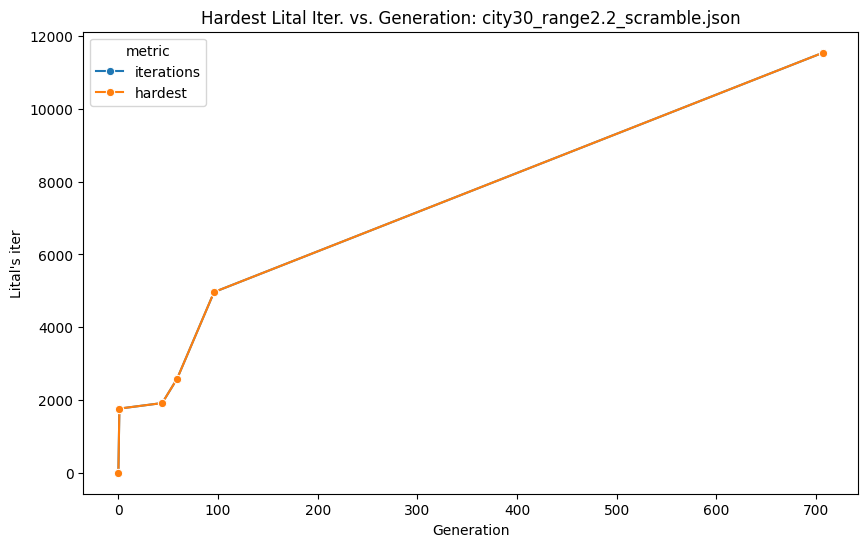 Hardest Lital Iter. vs. Generation: city30_range2.2_scramble.json
metric
iterations
hardest
12000
10000
8000
6000
4000
2000
0
Lital's iter
0 100 200 300 400 500 600 700
Generation